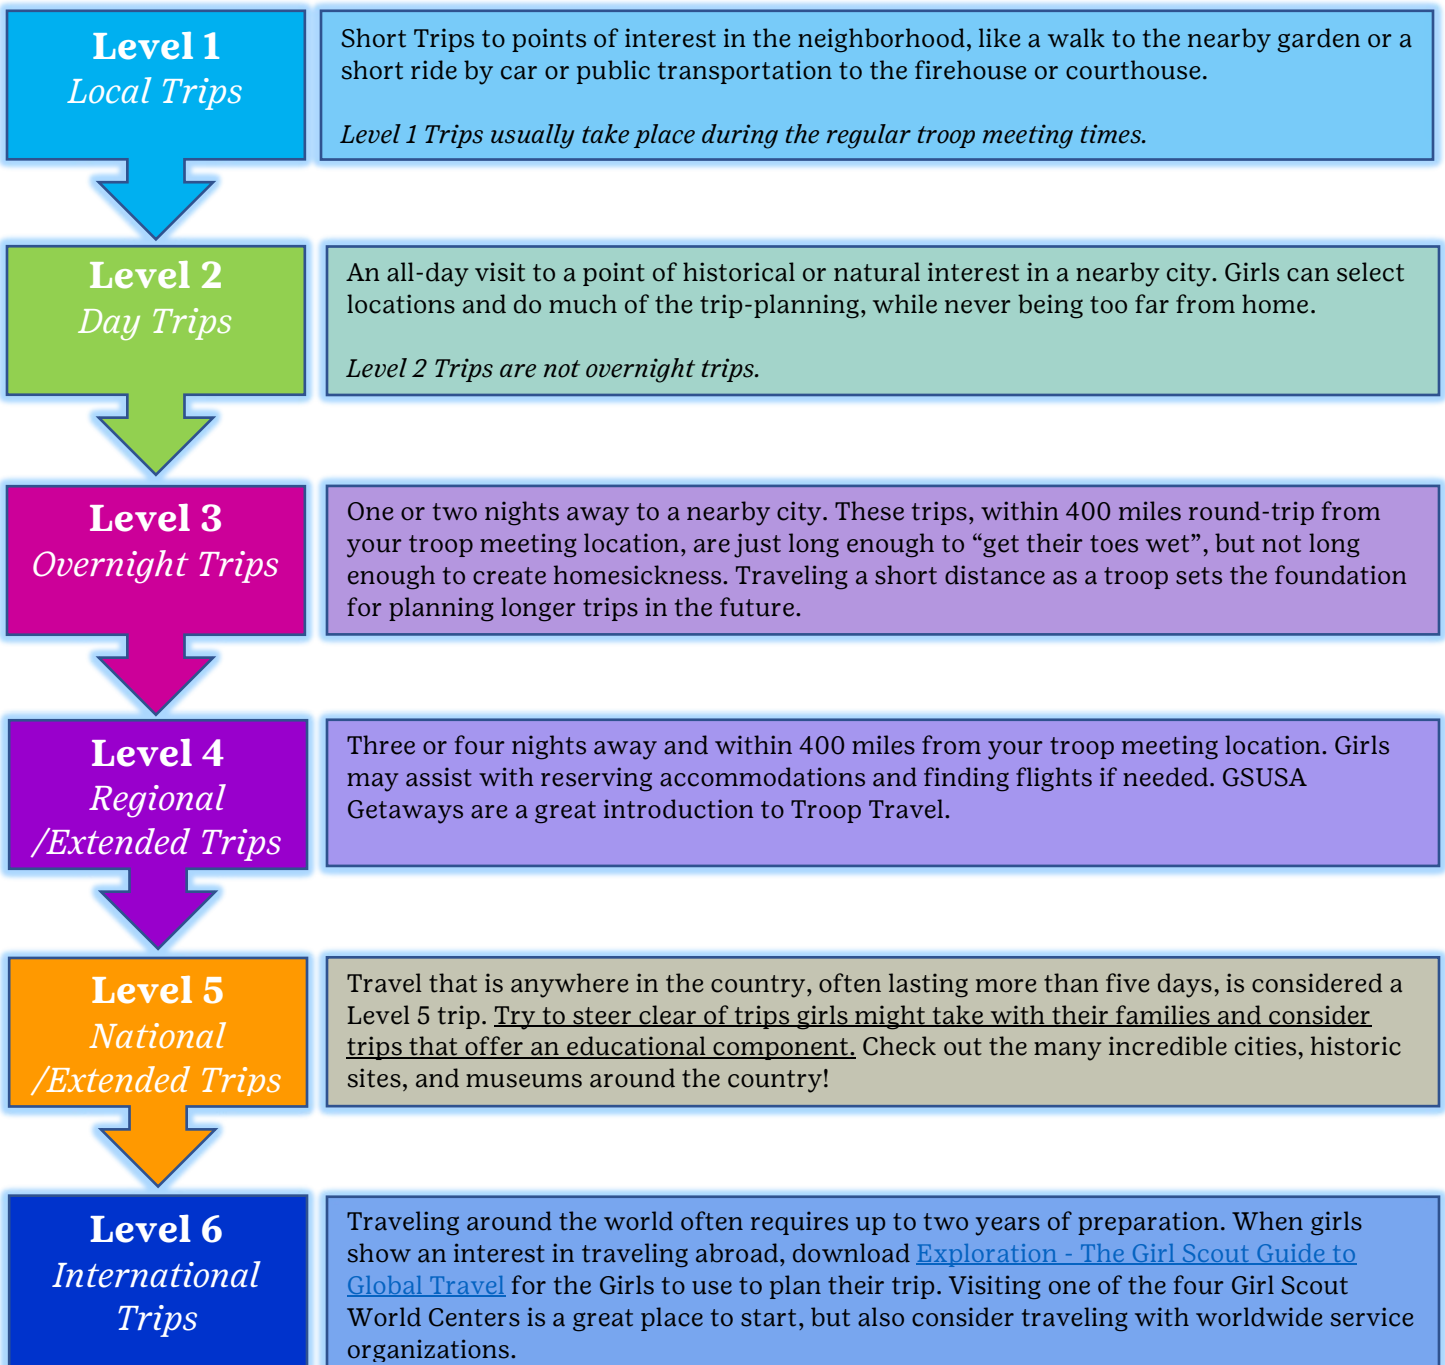 Level 1
Local Trips
Short Trips to points of interest in the neighborhood, like a walk to the nearby garden or a
short ride by car or public transportation to the firehouse or courthouse.
Level 1 Trips usually take place during the regular troop meeting times.
Level 2
Day Trips
An all-day visit to a point of historical or natural interest in a nearby city. Girls can select
locations and do much of the trip-planning, while never being too far from home.
Level 2 Trips are not overnight trips.
Level 3
Overnight Trips
One or two nights away to a nearby city. These trips, within 400 miles round-trip from
your troop meeting location, are just long enough to “get their toes wet”, but not long
enough to create homesickness. Traveling a short distance as a troop sets the foundation
for planning longer trips in the future.
Level 4
Regional
/Extended Trips
Three or four nights away and within 400 miles from your troop meeting location. Girls
may assist with reserving accommodations and finding flights if needed. GSUSA
Getaways are a great introduction to Troop Travel.
Level 5
National
/Extended Trips
Travel that is anywhere in the country, often lasting more than five days, is considered a
Level 5 trip. Try to steer clear of trips girls might take with their families and consider
trips that offer an educational component. Check out the many incredible cities, historic
sites, and museums around the country!
Level 6
International
Trips
Traveling around the world often requires up to two years of preparation. When girls
show an interest in traveling abroad, download Exploration - The Girl Scout Guide to
Global Travel for the Girls to use to plan their trip. Visiting one of the four Girl Scout
World Centers is a great place to start, but also consider traveling with worldwide service
organizations.